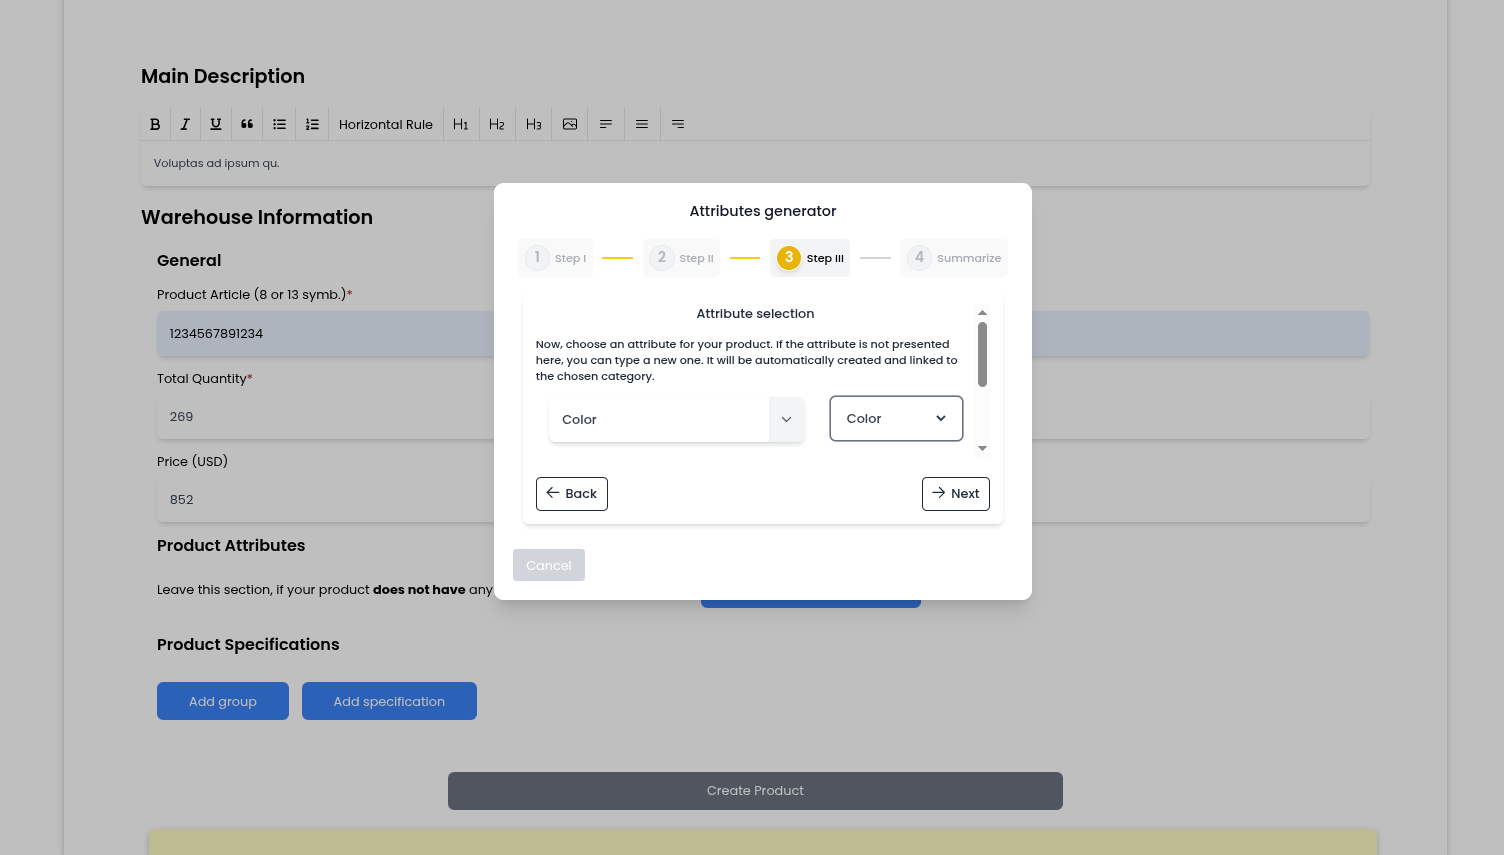 Main Description
Horizontal Rule
H1
H2
H3
Voluptas ad ipsum qu.
Warehouse Information
General
Product Article (8 or 13 symb.)*
1234567891234
Total Quantity*
269
Price (USD)
852
Product Attributes
Leave this section, if your product does not have any
Product Specifications
Add group
Add specification
Create Product
Attributes generator
1 Step I
2 Step II
3 Step III
4 Summarize
Attribute selection
Now, choose an attribute for your product. If the attribute is not presented
here, you can type a new one. It will be automatically created and linked to
the chosen category.
Color
Color
Back
Next
Cancel